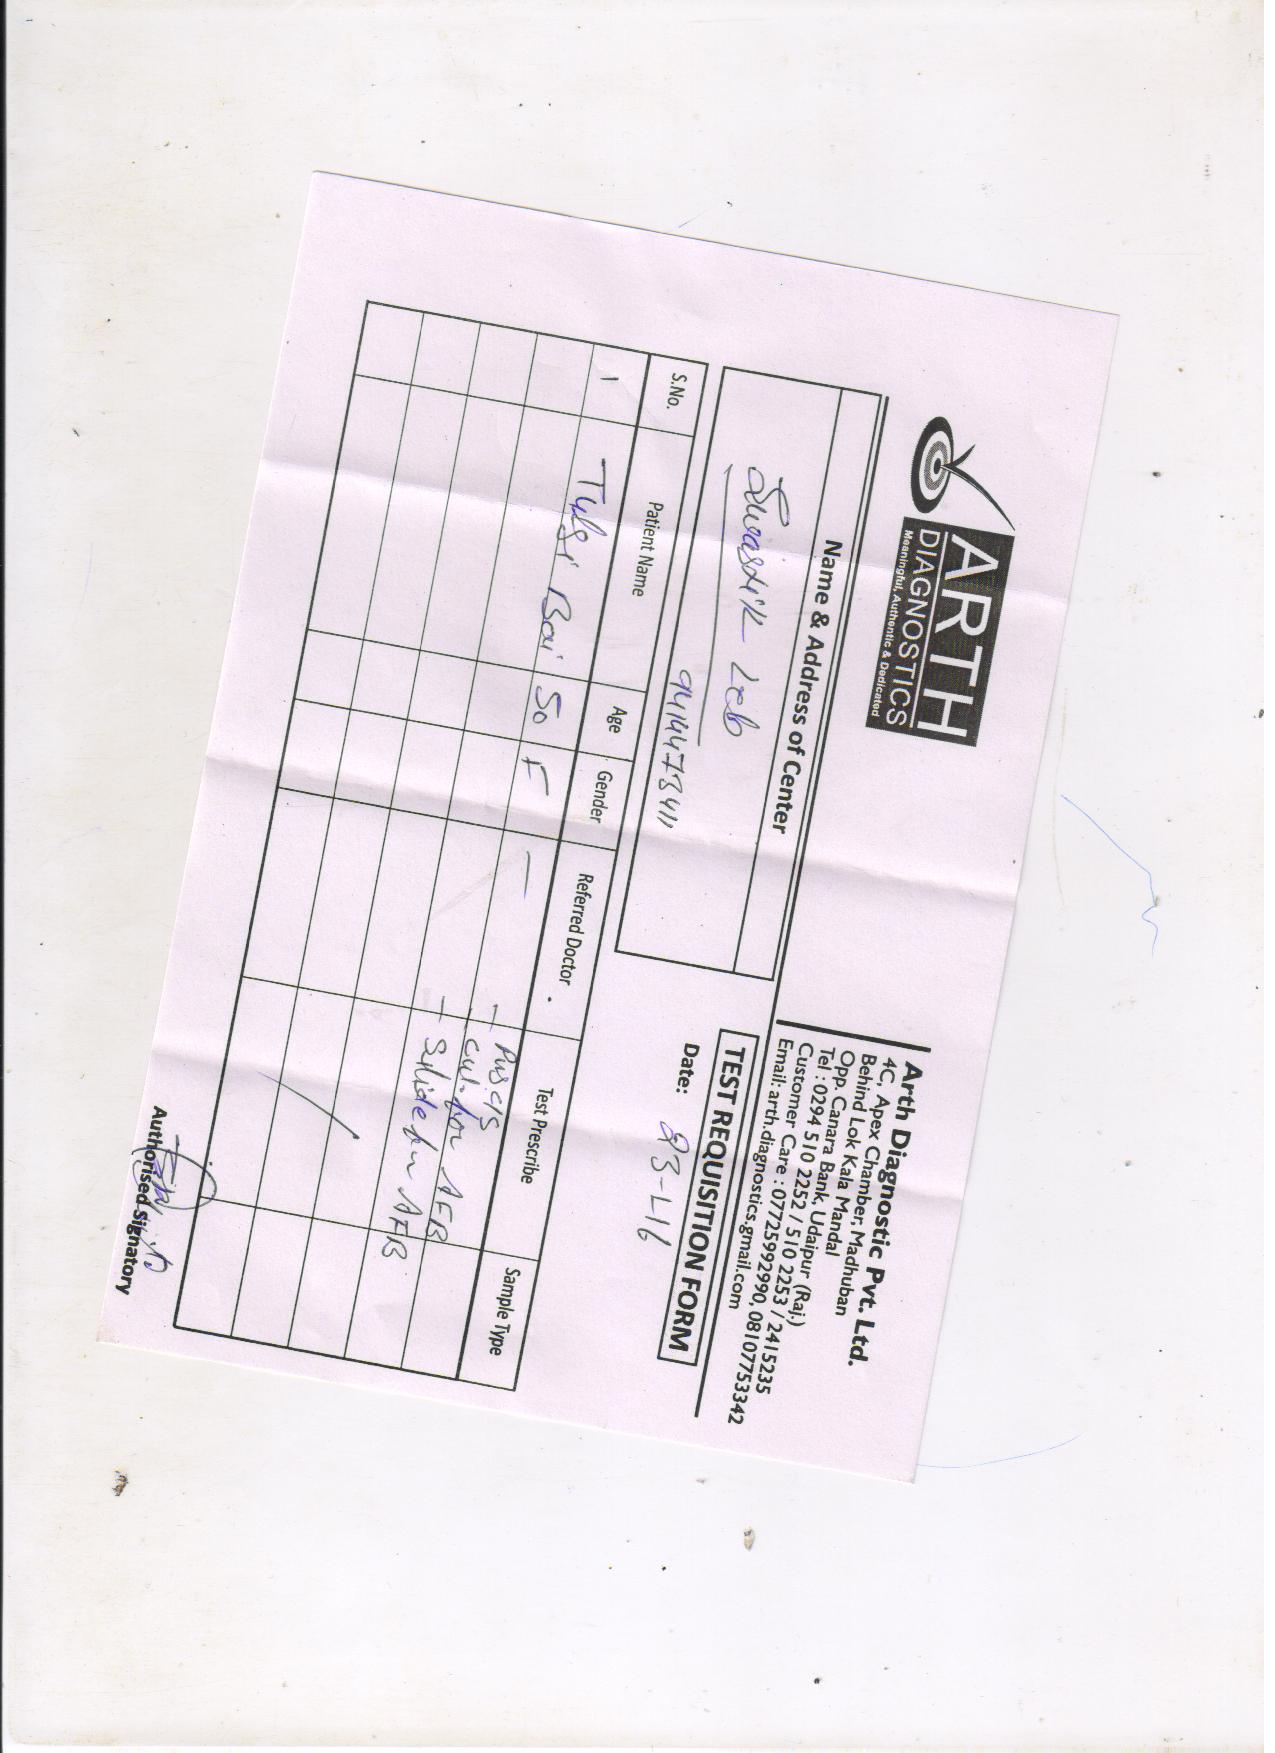 ARTH
DIAGNOSTICS
Meaningful, Authentic & Dedicated
Arth Diagnostic Pvt. Ltd.
4C, Apex Chamber, Madhuban
Behind Lok Kala Mandal
Opp. Canara Bank, Udaipur (Raj.)
Tel : 0294 510 2252 / 510 2253 / 2415235
Customer Care : 07725992990, 08107753342
Email: arth.diagnostics.gmail.com
Name & Address of Center
Swastik Lab
9414473411
TEST REQUISITION FORM
Date: 23-1-16
S.No. Patient Name Age Gender Referred Doctor . Test Prescribe Sample Type
1 Tulsi Bai 50 F — - Pus c/s
AFB
- Slide for AFB
Authorised Signatory